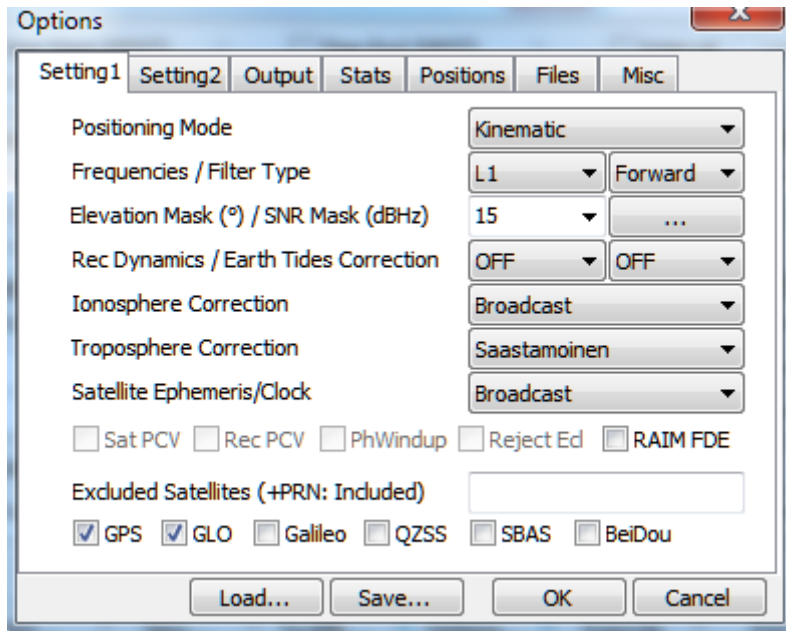 Options
Setting1 Setting2 Output Stats Positions Files Misc
Positioning Mode Kinematic
Frequencies / Filter Type L1 Forward
Elevation Mask (°) / SNR Mask (dBHz) 15 ...
Rec Dynamics / Earth Tides Correction OFF OFF
Ionosphere Correction Broadcast
Troposphere Correction Saastamoinen
Satellite Ephemeris/Clock Broadcast
Sat PCV Rec PCV PhWindup Reject Ecl RAIM FDE
Excluded Satellites (+PRN: Included)
GPS GLO Galileo QZSS SBAS BeiDou
Load... Save... OK Cancel